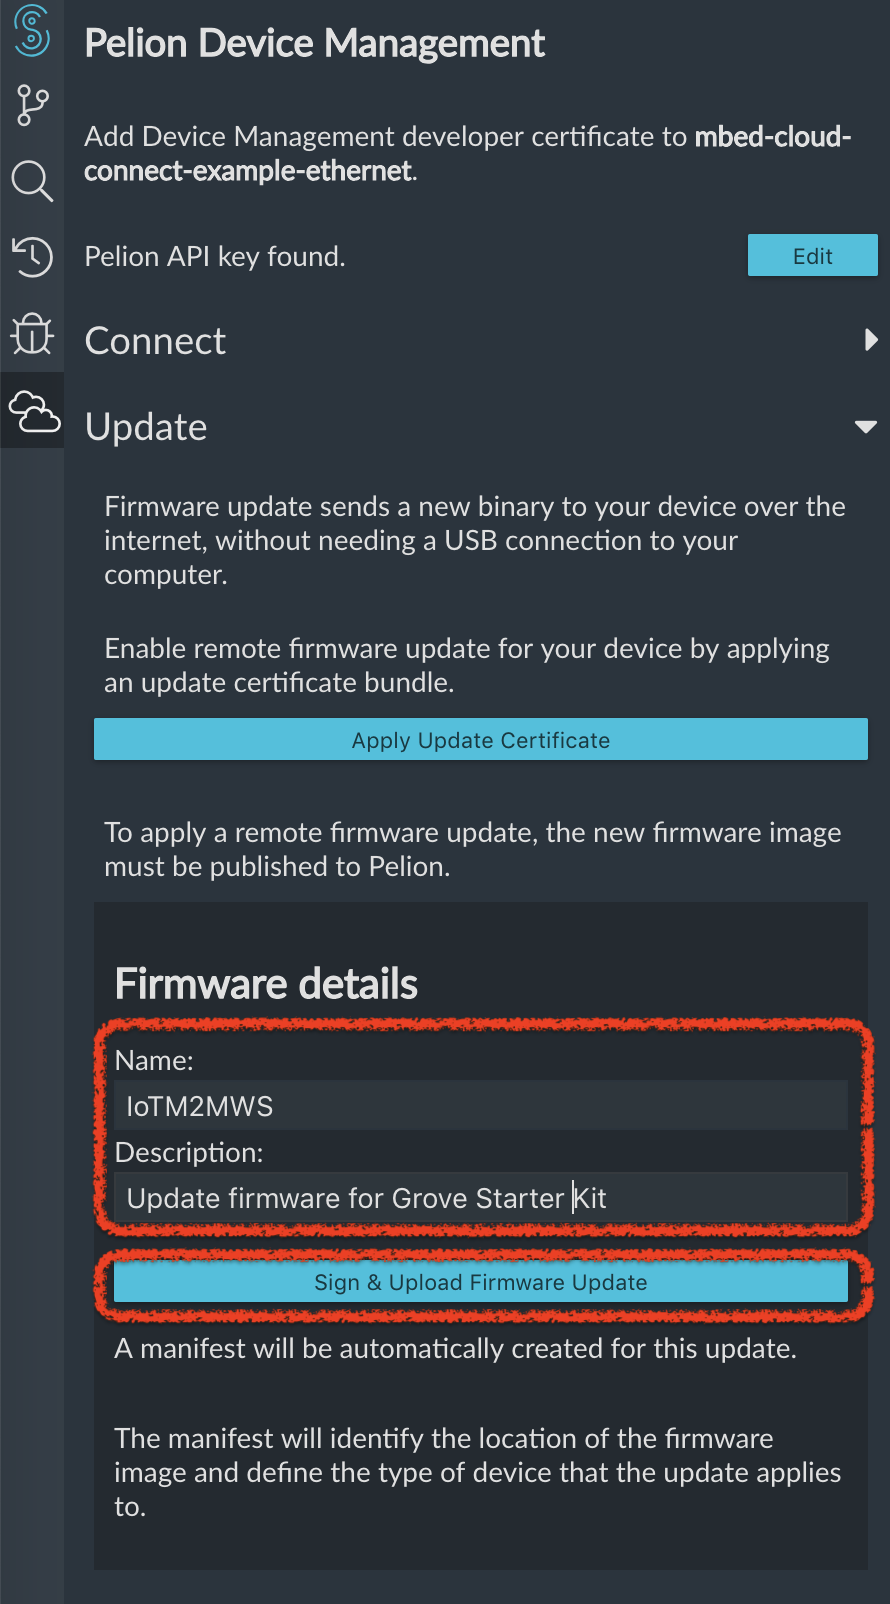 Pelion Device Management
Add Device Management developer certificate to mbed-cloud-
connect-example-ethernet.
Pelion API key found.
Edit
Connect
Update
Firmware update sends a new binary to your device over the
internet, without needing a USB connection to your
computer.
Enable remote firmware update for your device by applying
an update certificate bundle.
Apply Update Certificate
To apply a remote firmware update, the new firmware image
must be published to Pelion.
Firmware details
Name:
IoTM2MWS
Description:
Update firmware for Grove Starter Kit
Sign & Upload Firmware Update
A manifest will be automatically created for this update.
The manifest will identify the location of the firmware
image and define the type of device that the update applies
to.